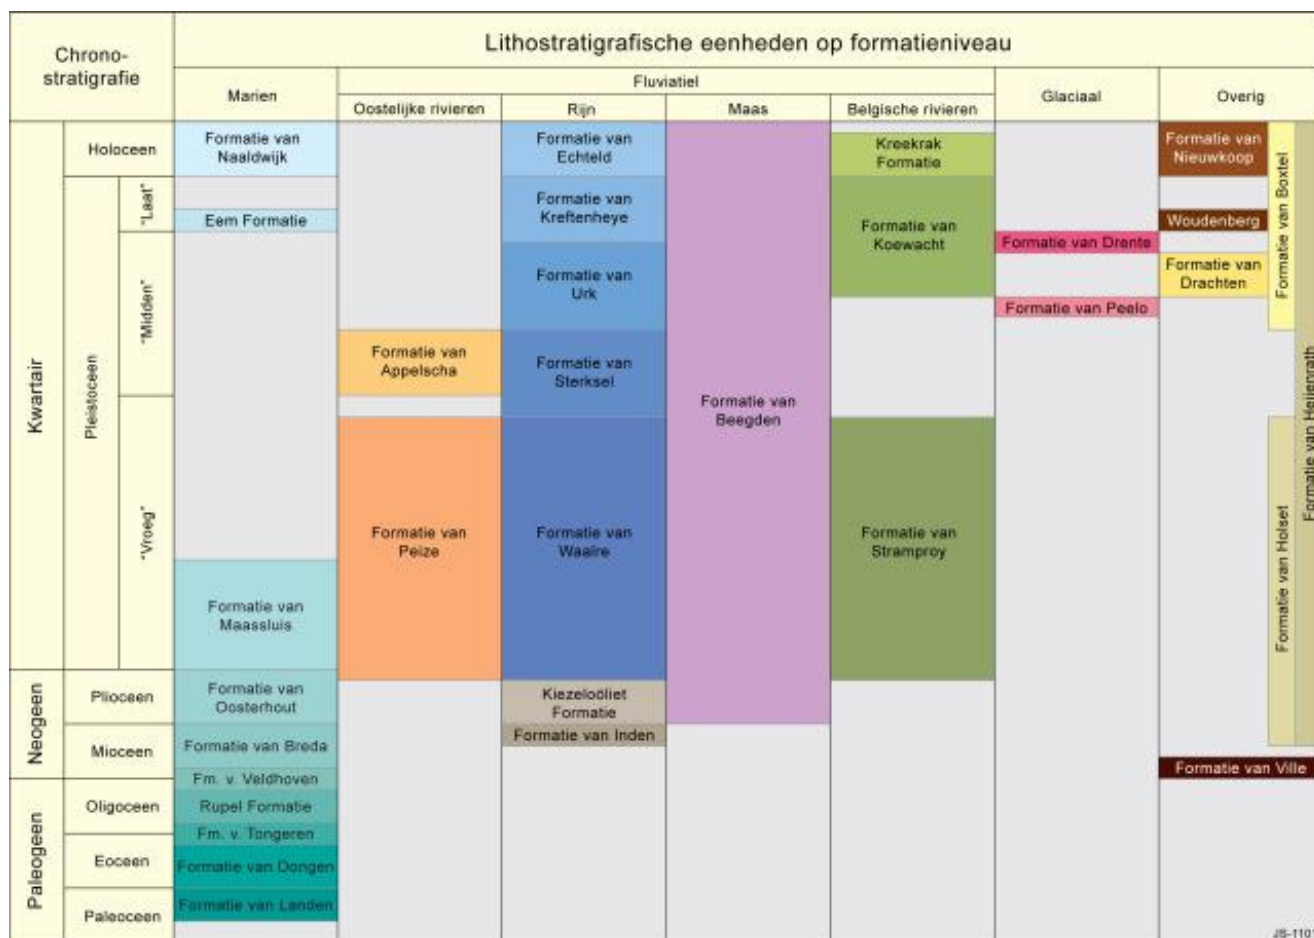 Chrono-
stratigrafie
Lithostratigrafische eenheden op formatieniveau
Marien
Fluviatiel
Glaciaal
Overig
Oostelijke rivieren
Rijn
Maas
Belgische rivieren
Kwartair
Holoceen
Pleistoceen
"Laat"
"Midden"
"Vroeg"
Neogeen
Plioceen
Mioceen
Paleogeen
Oligoceen
Eoceen
Paleoceen
Formatie van
Naaldwijk
Eem Formatie
Formatie van
Maassluis
Formatie van
Oosterhout
Formatie van Breda
Fm. v. Veldhoven
Rupel Formatie
Fm. v. Tongeren
Formatie van Dongen
Formatie van Landen
Formatie van
Appelscha
Formatie van
Peize
Formatie van
Echteld
Formatie van
Kreftenheye
Formatie van
Urk
Formatie van
Sterksel
Formatie van
Waalre
Kiezeloöliet
Formatie
Formatie van Inden
Formatie van
Beegden
Kreekrak
Formatie
Formatie van
Koewacht
Formatie van
Stramproy
Formatie van Drente
Formatie van Peelo
Formatie van
Nieuwkoop
Woudenberg
Formatie van
Drachten
Formatie van Boxtel
Formatie van Holset
Formatie van Heijenrath
Formatie van Ville
JS-110